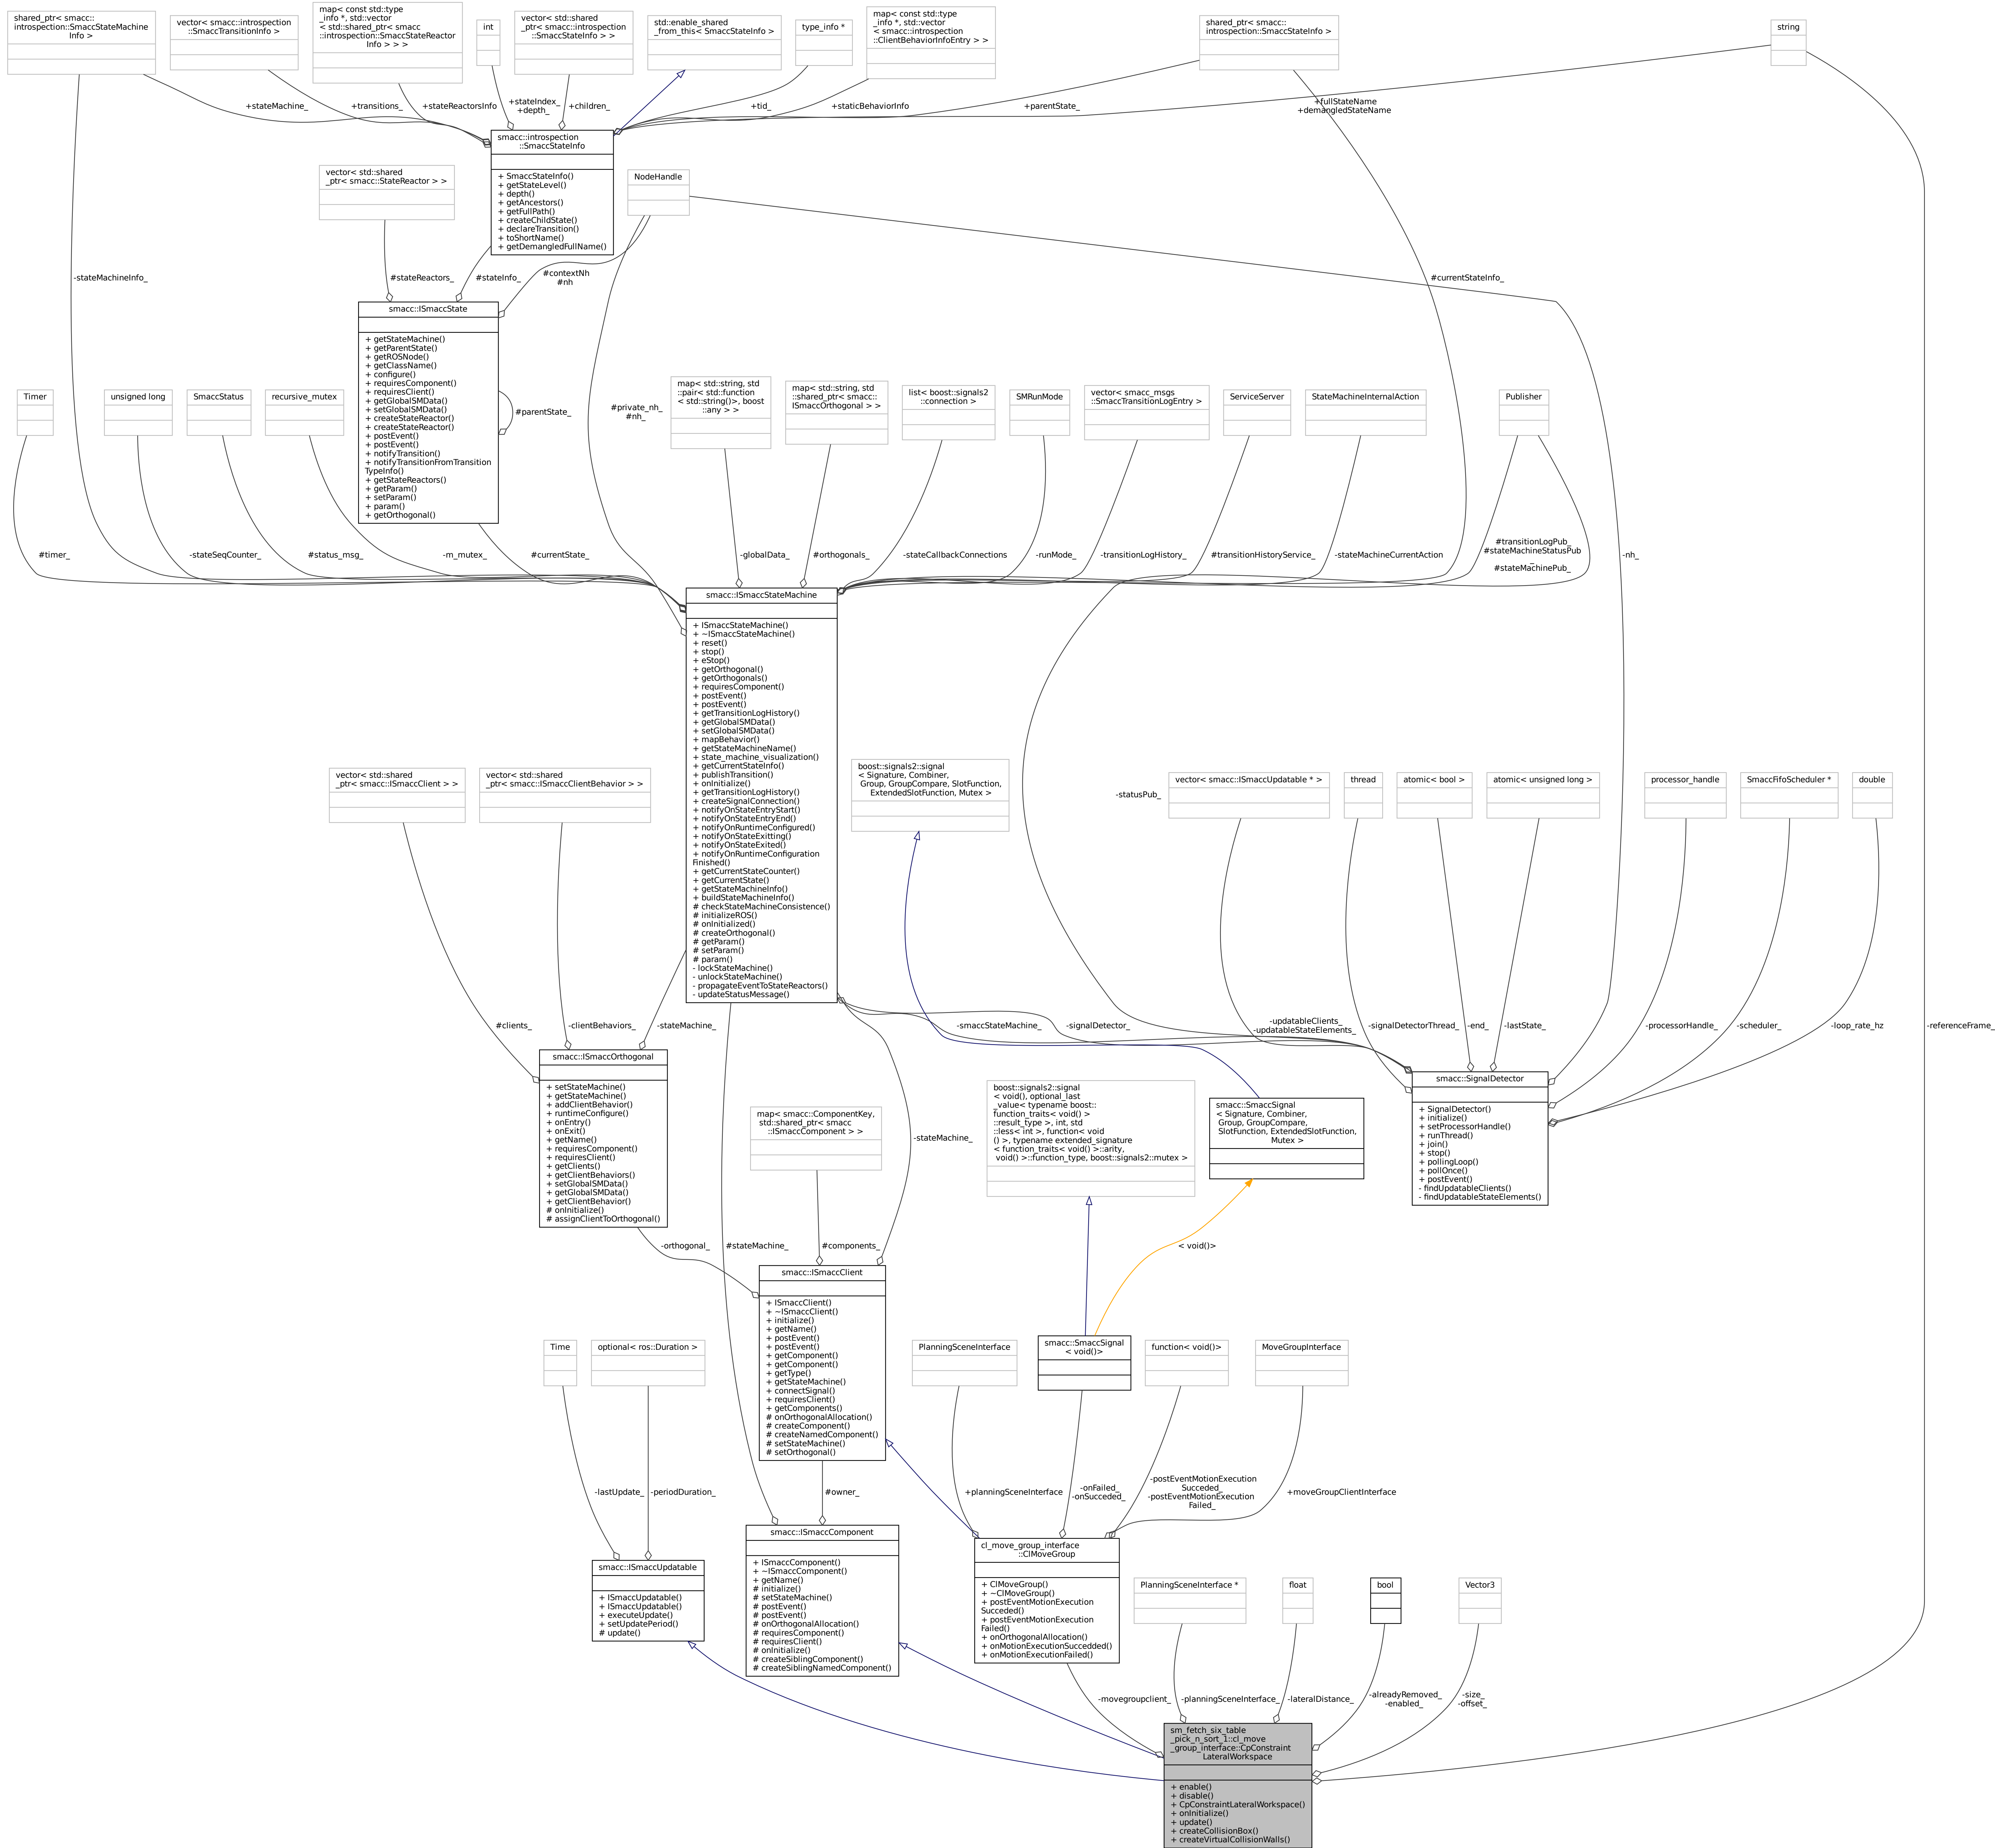 shared_ptr< smacc::
introspection::SmaccStateMachine
Info >
vector< smacc::introspection
::SmaccTransitionInfo >
map< const std::type
_info *, std::vector
< std::shared_ptr< smacc
::introspection::SmaccStateReactor
Info > > >
int
vector< std::shared
_ptr< smacc::introspection
::SmaccStateInfo > >
std::enable_shared
_from_this< SmaccStateInfo >
type_info *
map< const std::type
_info *, std::vector
< smacc::introspection
::ClientBehaviorInfoEntry > >
shared_ptr< smacc::
introspection::SmaccStateInfo >
string
+stateMachine_
+transitions_
+stateReactorsInfo
+stateIndex_
+depth_
+children_
+tid_
+staticBehaviorInfo
+parentState_
+fullStateName
+demangledStateName
smacc::introspection
::SmaccStateInfo
+ SmaccStateInfo()
+ getStateLevel()
+ depth()
+ getAncestors()
+ getFullPath()
+ createChildState()
+ declareTransition()
+ toShortName()
+ getDemangledFullName()
vector< std::shared
_ptr< smacc::StateReactor > >
NodeHandle
-stateMachineInfo_
#stateReactors_
#stateInfo_
#contextNh
#nh
#currentStateInfo_
smacc::ISmaccState
+ getStateMachine()
+ getParentState()
+ getROSNode()
+ getClassName()
+ configure()
+ requiresComponent()
+ requiresClient()
+ getGlobalSMData()
+ setGlobalSMData()
+ createStateReactor()
+ createStateReactor()
+ postEvent()
+ postEvent()
+ notifyTransition()
+ notifyTransitionFromTransition
TypeInfo()
+ getStateReactors()
+ getParam()
+ setParam()
+ param()
+ getOrthogonal()
#parentState_
#private_nh_
#nh_
Timer
unsigned long
SmaccStatus
recursive_mutex
map< std::string, std
::pair< std::function
< std::string()>, boost
::any > >
map< std::string, std
::shared_ptr< smacc::
ISmaccOrthogonal > >
list< boost::signals2
::connection >
SMRunMode
vector< smacc_msgs
::SmaccTransitionLogEntry >
ServiceServer
StateMachineInternalAction
Publisher
#timer_
-stateSeqCounter_
#status_msg_
-m_mutex_
#currentState_
-globalData_
#orthogonals_
-stateCallbackConnections
-runMode_
-transitionLogHistory_
#transitionHistoryService_
-stateMachineCurrentAction
#transitionLogPub_
#stateMachineStatusPub
_
#stateMachinePub_
-nh_
smacc::ISmaccStateMachine
+ ISmaccStateMachine()
+ ~ISmaccStateMachine()
+ reset()
+ stop()
+ eStop()
+ getOrthogonal()
+ getOrthogonals()
+ requiresComponent()
+ postEvent()
+ postEvent()
+ getTransitionLogHistory()
+ getGlobalSMData()
+ setGlobalSMData()
+ mapBehavior()
+ getStateMachineName()
+ state_machine_visualization()
+ getCurrentStateInfo()
+ publishTransition()
+ onInitialize()
+ getTransitionLogHistory()
+ createSignalConnection()
+ notifyOnStateEntryStart()
+ notifyOnStateEntryEnd()
+ notifyOnRuntimeConfigured()
+ notifyOnStateExitting()
+ notifyOnStateExited()
+ notifyOnRuntimeConfiguration
Finished()
+ getCurrentStateCounter()
+ getCurrentState()
+ getStateMachineInfo()
+ buildStateMachineInfo()
# checkStateMachineConsistence()
# initializeROS()
# onInitialized()
# createOrthogonal()
# getParam()
# setParam()
# param()
- lockStateMachine()
- unlockStateMachine()
- propagateEventToStateReactors()
- updateStatusMessage()
vector< std::shared
_ptr< smacc::ISmaccClient > >
vector< std::shared
_ptr< smacc::ISmaccClientBehavior > >
boost::signals2::signal
< Signature, Combiner,
Group, GroupCompare, SlotFunction,
ExtendedSlotFunction, Mutex >
-statusPub_
vector< smacc::ISmaccUpdatable * >
thread
atomic< bool >
atomic< unsigned long >
processor_handle
SmaccFifoScheduler *
double
#clients_
-clientBehaviors_
-stateMachine_
-smaccStateMachine_
-signalDetector_
-updatableClients_
-updatableStateElements_
-signalDetectorThread_
-end_
-lastState_
-processorHandle_
-scheduler_
-loop_rate_hz
-referenceFrame_
smacc::ISmaccOrthogonal
+ setStateMachine()
+ getStateMachine()
+ addClientBehavior()
+ runtimeConfigure()
+ onEntry()
+ onExit()
+ getName()
+ requiresComponent()
+ requiresClient()
+ getClients()
+ getClientBehaviors()
+ setGlobalSMData()
+ getGlobalSMData()
+ getClientBehavior()
# onInitialize()
# assignClientToOrthogonal()
map< smacc::ComponentKey,
std::shared_ptr< smacc
::ISmaccComponent > >
-stateMachine_
boost::signals2::signal
< void(), optional_last
_value< typename boost::
function_traits< void() >
::result_type >, int, std
::less< int >, function< void
() >, typename extended_signature
< function_traits< void() >::arity,
void() >::function_type, boost::signals2::mutex >
smacc::SmaccSignal
< Signature, Combiner,
Group, GroupCompare,
SlotFunction, ExtendedSlotFunction,
Mutex >
smacc::SignalDetector
+ SignalDetector()
+ initialize()
+ setProcessorHandle()
+ runThread()
+ join()
+ stop()
+ pollingLoop()
+ pollOnce()
+ postEvent()
- findUpdatableClients()
- findUpdatableStateElements()
-orthogonal_
#stateMachine_
#components_
< void()>
smacc::ISmaccClient
+ ISmaccClient()
+ ~ISmaccClient()
+ initialize()
+ getName()
+ postEvent()
+ postEvent()
+ getComponent()
+ getComponent()
+ getType()
+ getStateMachine()
+ connectSignal()
+ requiresClient()
+ getComponents()
# onOrthogonalAllocation()
# createComponent()
# createNamedComponent()
# setStateMachine()
# setOrthogonal()
Time
optional< ros::Duration >
PlanningSceneInterface
smacc::SmaccSignal
< void()>
function< void()>
MoveGroupInterface
-lastUpdate_
-periodDuration_
#owner_
+planningSceneInterface
-onFailed_
-onSucceded_
-postEventMotionExecution
Succeded_
-postEventMotionExecution
Failed_
+moveGroupClientInterface
smacc::ISmaccUpdatable
+ ISmaccUpdatable()
+ ISmaccUpdatable()
+ executeUpdate()
+ setUpdatePeriod()
# update()
smacc::ISmaccComponent
+ ISmaccComponent()
+ ~ISmaccComponent()
+ getName()
# initialize()
# setStateMachine()
# postEvent()
# postEvent()
# onOrthogonalAllocation()
# requiresComponent()
# requiresClient()
# onInitialize()
# createSiblingComponent()
# createSiblingNamedComponent()
cl_move_group_interface
::ClMoveGroup
+ ClMoveGroup()
+ ~ClMoveGroup()
+ postEventMotionExecution
Succeded()
+ postEventMotionExecution
Failed()
+ onOrthogonalAllocation()
+ onMotionExecutionSuccedded()
+ onMotionExecutionFailed()
PlanningSceneInterface *
float
bool
Vector3
-movegroupclient_
-planningSceneInterface_
-lateralDistance_
-alreadyRemoved_
-enabled_
-size_
-offset_
sm_fetch_six_table
_pick_n_sort_1::cl_move
_group_interface::CpConstraint
LateralWorkspace
+ enable()
+ disable()
+ CpConstraintLateralWorkspace()
+ onInitialize()
+ update()
+ createCollisionBox()
+ createVirtualCollisionWalls()